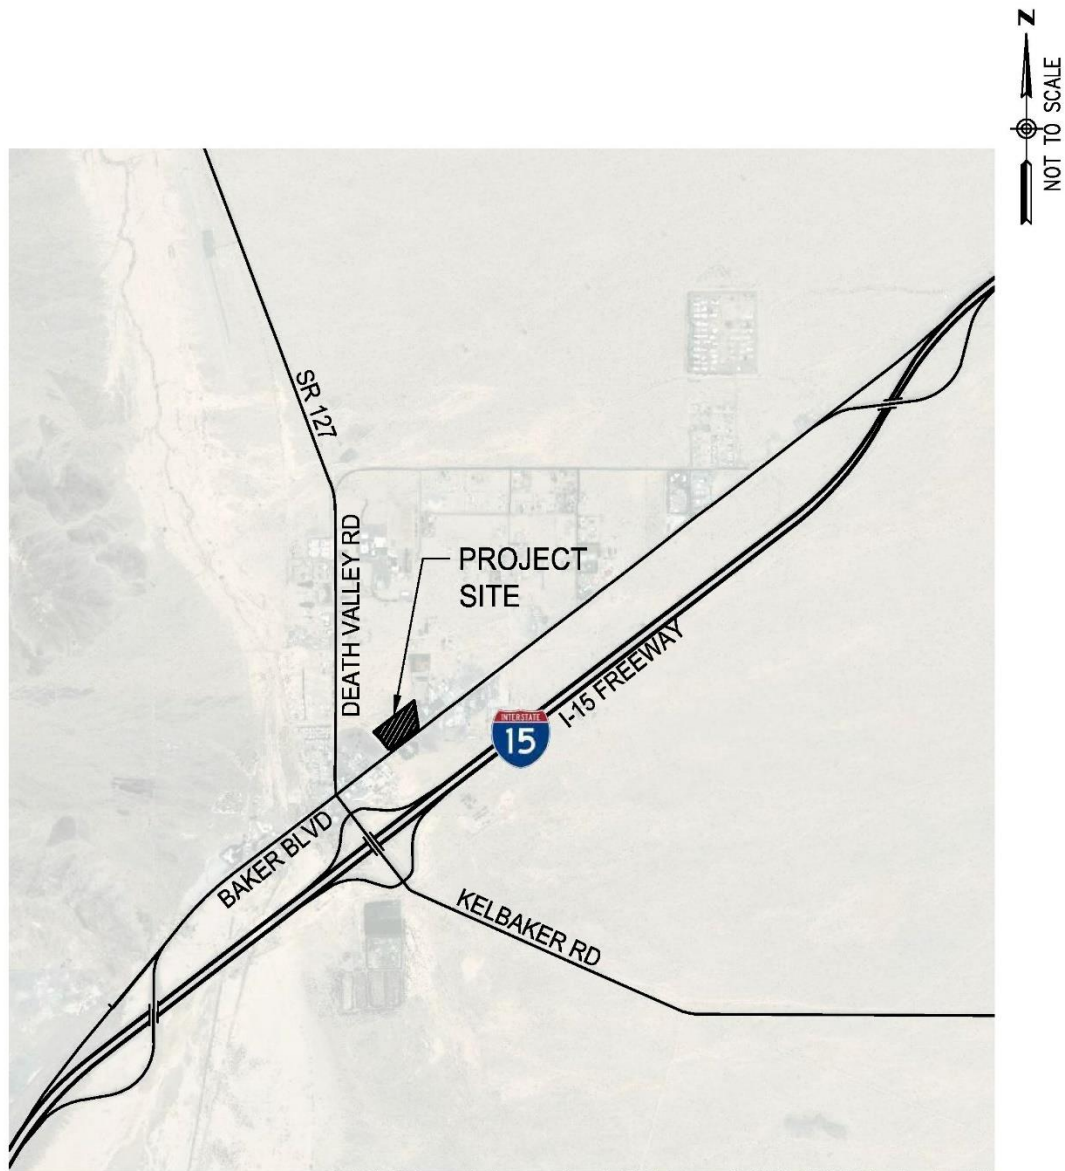 N
NOT TO SCALE
SR 127
DEATH VALLEY RD
PROJECT
SITE
I-15 FREEWAY
INTERSTATE
15
BAKER BLVD
KELBAKER RD